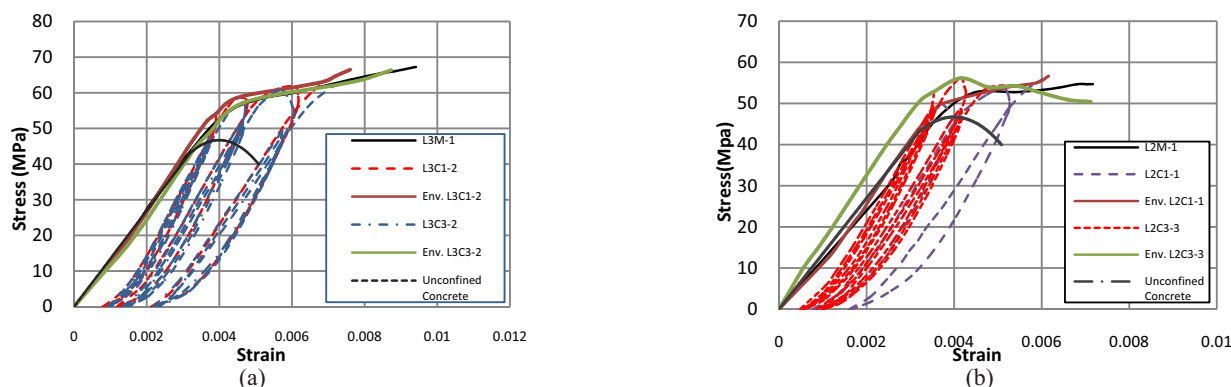 80
70
60
50
40
30
20
10
0
Stress (MPa)
L3M-1
L3C1-2
Env. L3C1-2
L3C3-2
Env. L3C3-2
Unconfined
Concrete
0
0.002
0.004
0.006
0.008
0.01
0.012
Strain
(a)
70
60
50
40
30
20
10
0
Stress(Mpa)
L2M-1
L2C1-1
Env. L2C1-1
L2C3-3
Env. L2C3-3
Unconfined
Concrete
0
0.002
0.004
0.006
0.008
0.01
Strain
(b)